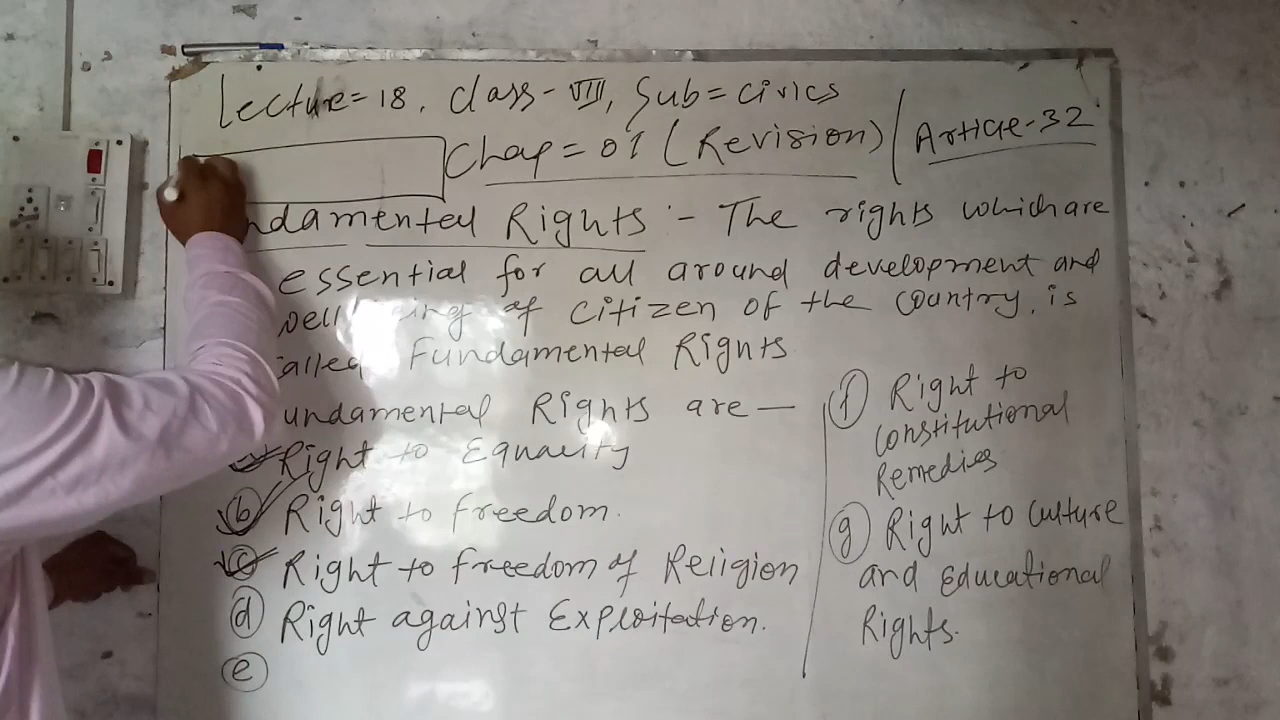 Lecture=18, Class-VIII, Sub=Civics
Chap=01 (Revision) / Article-32
ndamental Rights :- The rights which are
essential for all around development and
well of citizen of the country, is
alled Fundamental Rights
undamental Rights are —
Right to Equality
(b) Right to freedom.
(c) Right to freedom of Religion
(d) Right against Exploitation.
(e)
(f) Right to
Constitutional
Remedies
(g) Right to culture
and Educational
Rights.